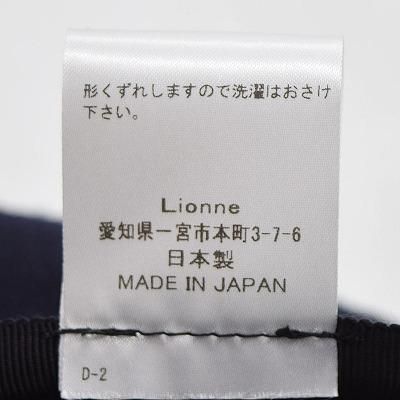 形くずれしますので洗濯はおさけ
下さい。
Lionne
愛知県一宮市本町3-7-6
日本製
MADE IN JAPAN
D-2